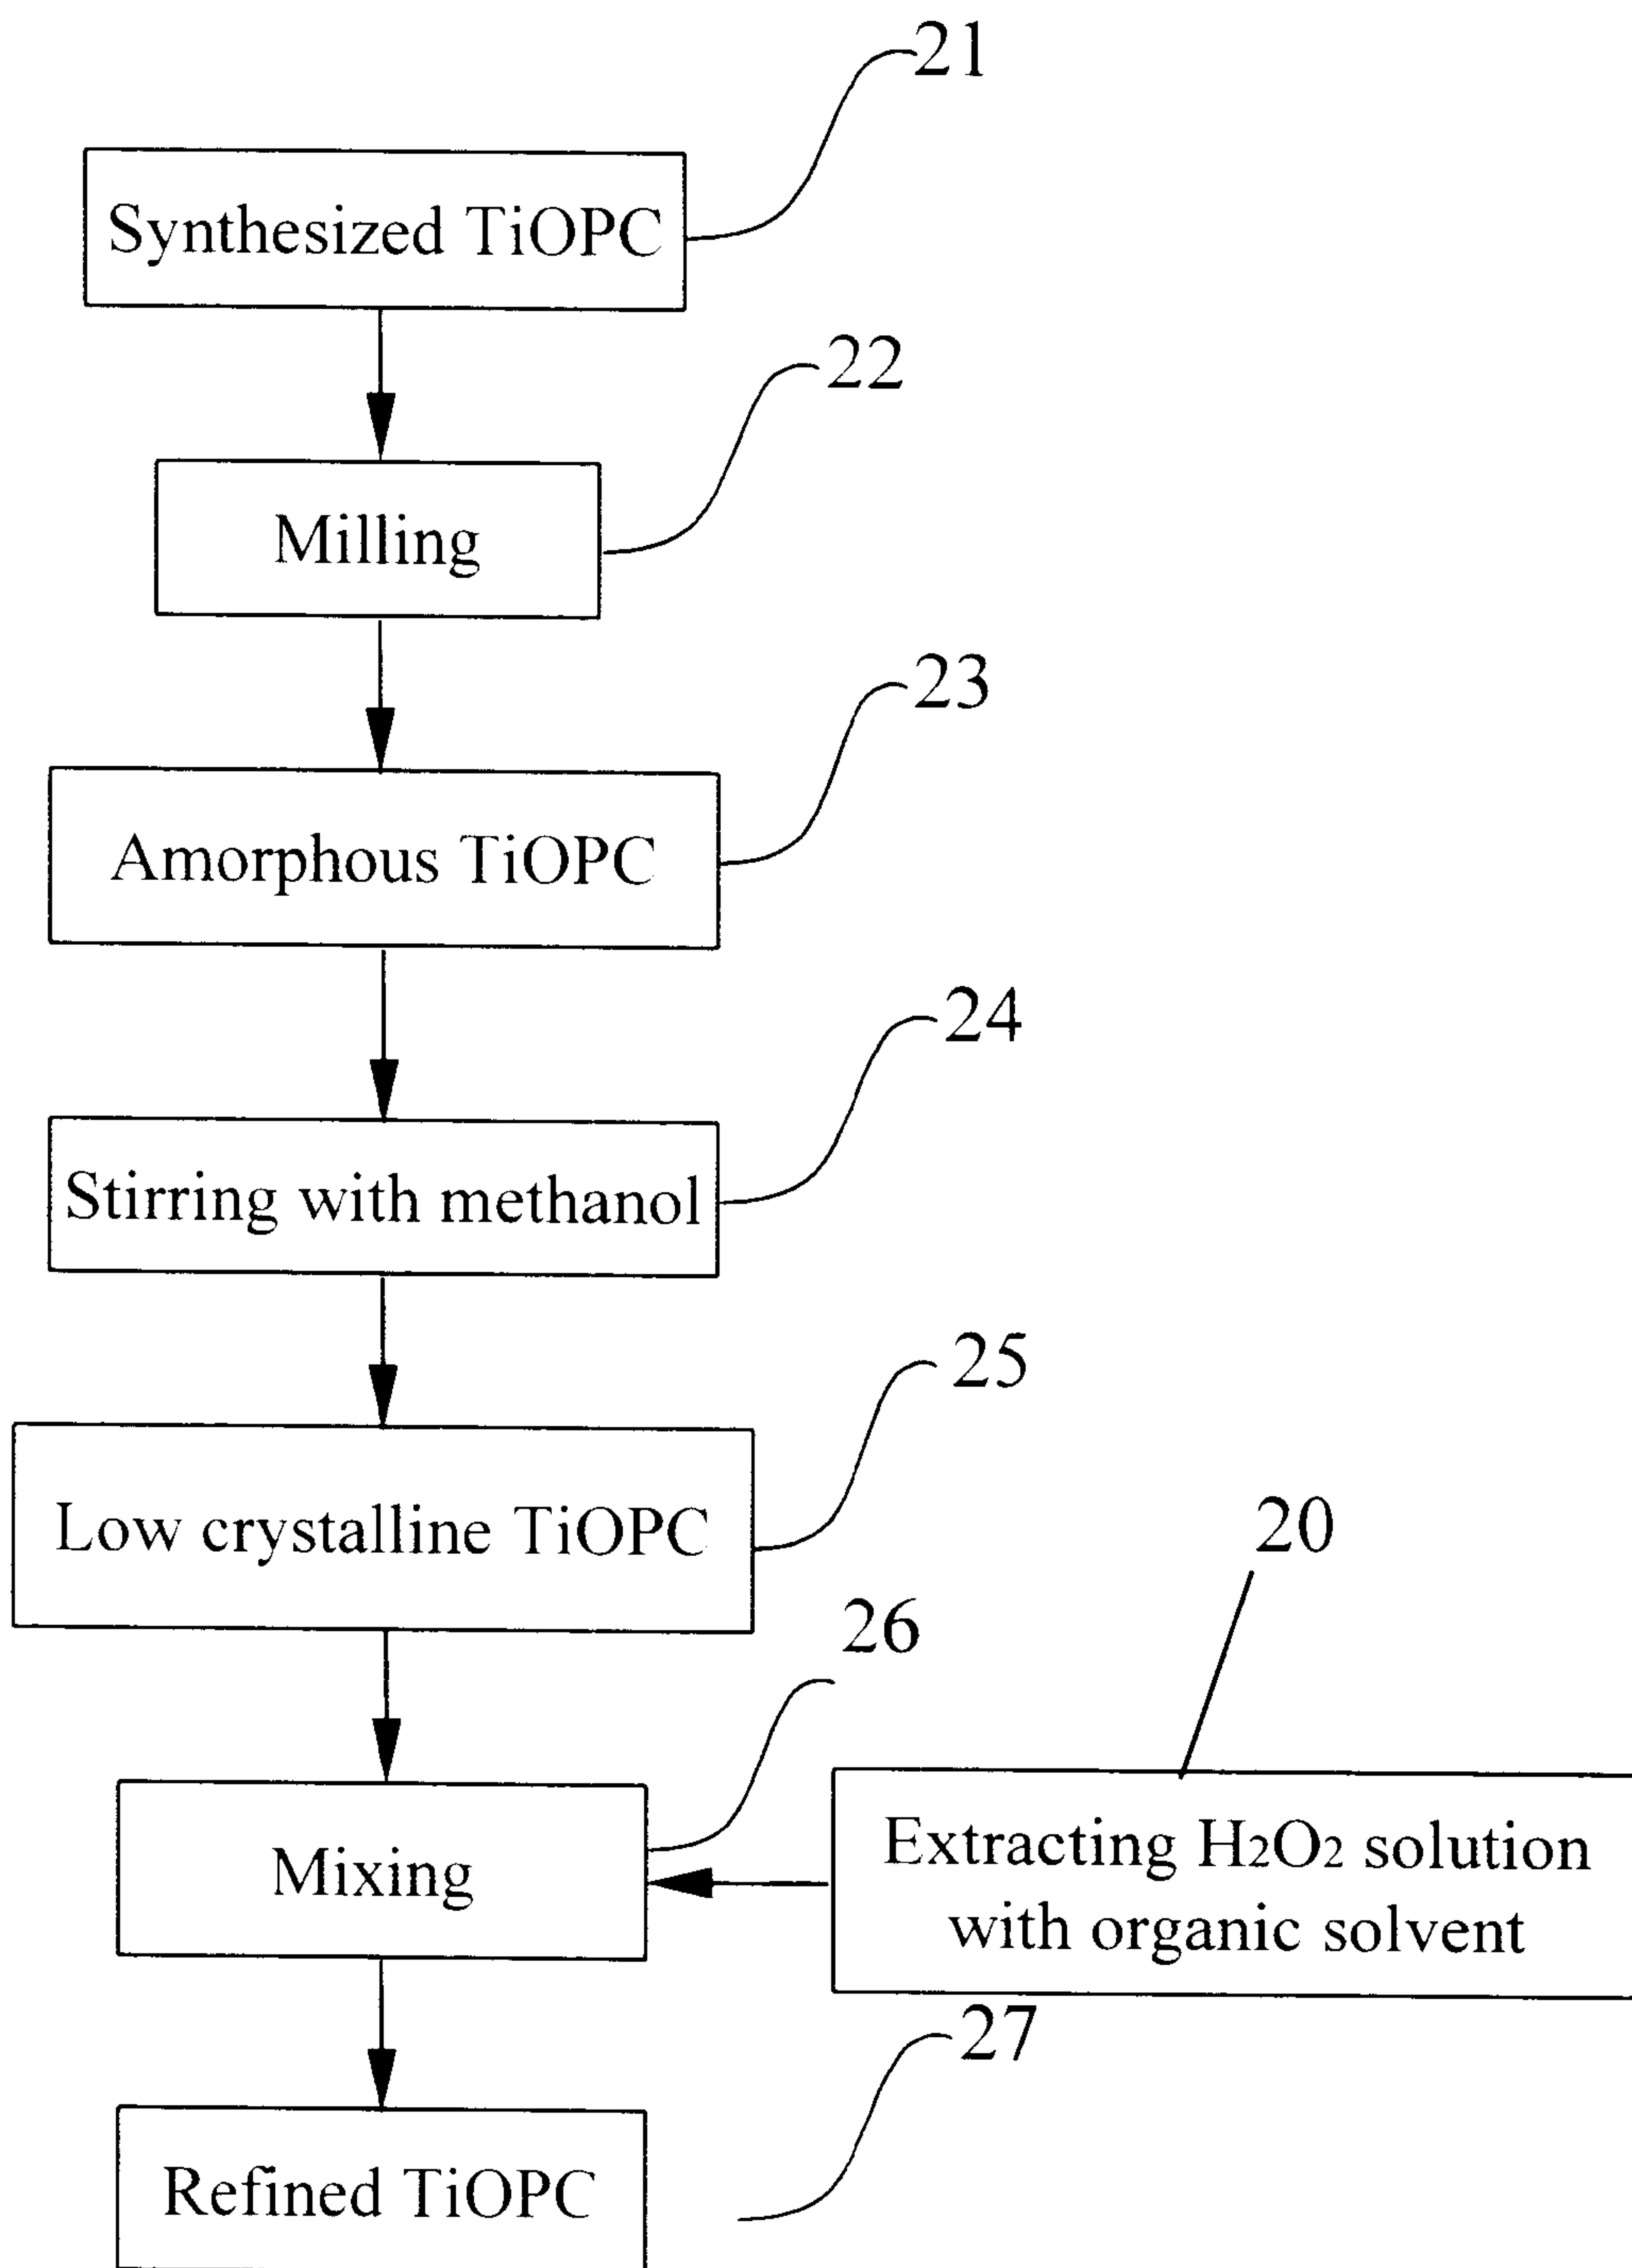 21
Synthesized TiOPC
22
Milling
23
Amorphous TiOPC
24
Stirring with methanol
25
Low crystalline TiOPC
20
26
Mixing
Extracting H₂O₂ solution
with organic solvent
27
Refined TiOPC